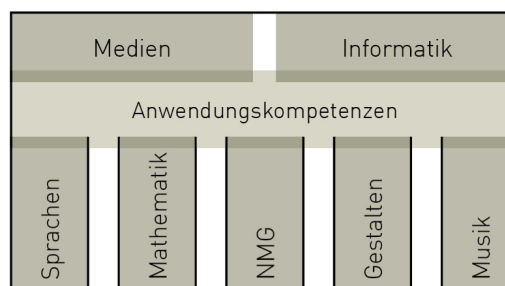 Medien
Informatik
Anwendungskompetenzen
Sprachen
Mathematik
NMG
Gestalten
Musik